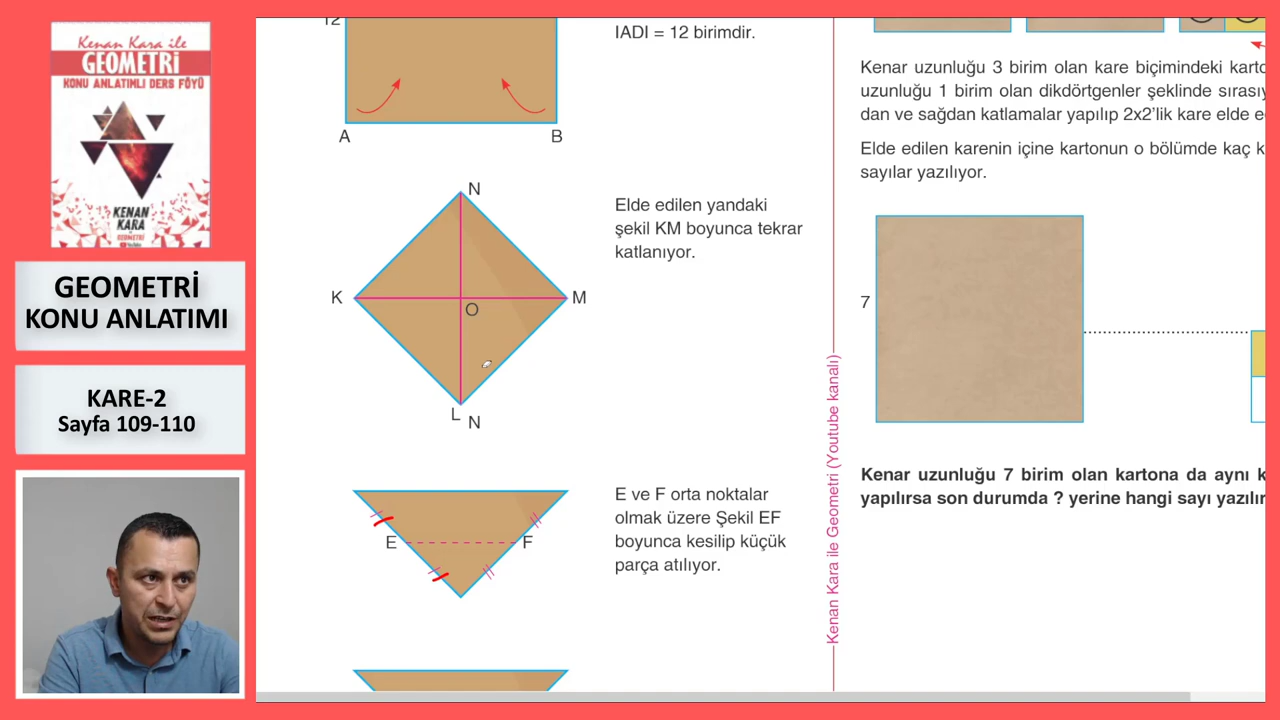 Kenan Kara ile
GEOMETRİ
KONU ANLATIMLI DERS FÖYÜ
KENAN
KARA
GEOMETRİ
KONU ANLATIMI
KARE-2
Sayfa 109-110
12
A
B
IADI = 12 birimdir.
N
K
M
O
L
N
Elde edilen yandaki
şekil KM boyunca tekrar
katlanıyor.
E
F
E ve F orta noktalar
olmak üzere Şekil EF
boyunca kesilip küçük
parça atılıyor.
Kenan Kara ile Geometri (Youtube kanalı)
Kenar uzunluğu 3 birim olan kare biçimindeki karto
uzunluğu 1 birim olan dikdörtgenler şeklinde sırasıy
dan ve sağdan katlamalar yapılıp 2x2'lik kare elde e
Elde edilen karenin içine kartonun o bölümde kaç k
sayılar yazılıyor.
7
Kenar uzunluğu 7 birim olan kartona da aynı k
yapılırsa son durumda ? yerine hangi sayı yazılır